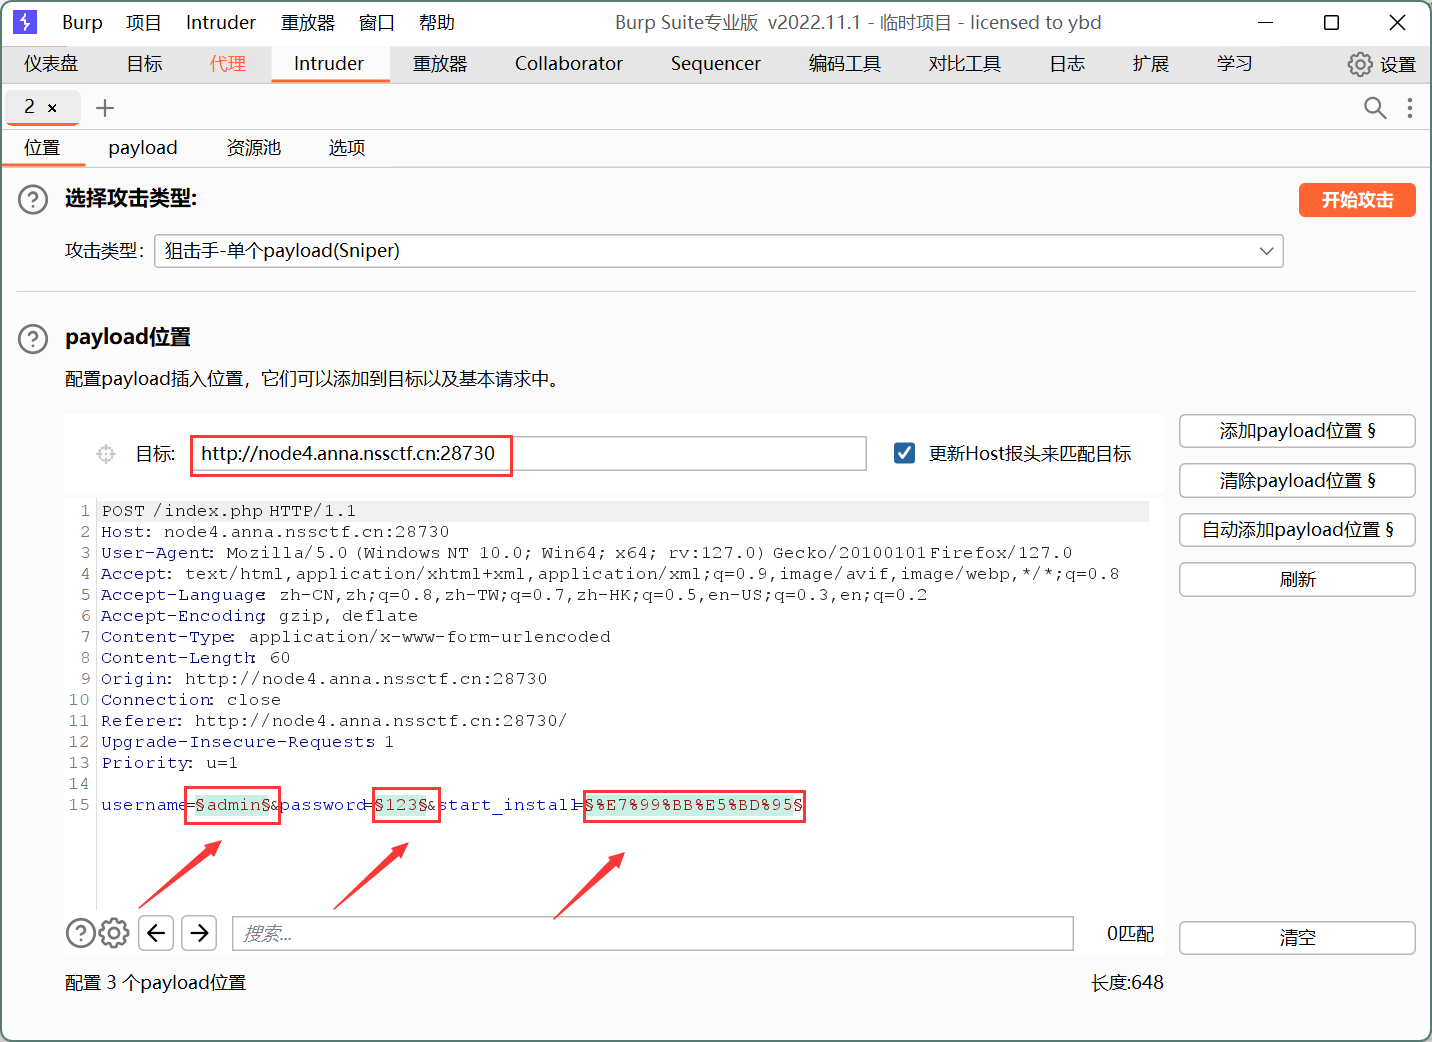 Burp 项目 Intruder 重放器 窗口 帮助 Burp Suite专业版 v2022.11.1 - 临时项目 - licensed to ybd
仪表盘 目标 代理 Intruder 重放器 Collaborator Sequencer 编码工具 对比工具 日志 扩展 学习 设置
2 × +
位置 payload 资源池 选项
? 选择攻击类型: 开始攻击
攻击类型: 狙击手-单个payload(Sniper)
? payload位置
配置payload插入位置，它们可以添加到目标以及基本请求中。
目标: http://node4.anna.nssctf.cn:28730 更新Host报头来匹配目标
添加payload位置 §
清除payload位置 §
自动添加payload位置 §
刷新
1 POST /index.php HTTP/1.1
2 Host: node4.anna.nssctf.cn:28730
3 User-Agent: Mozilla/5.0 (Windows NT 10.0; Win64; x64; rv:127.0) Gecko/20100101 Firefox/127.0
4 Accept: text/html,application/xhtml+xml,application/xml;q=0.9,image/avif,image/webp,*/*;q=0.8
5 Accept-Language: zh-CN,zh;q=0.8,zh-TW;q=0.7,zh-HK;q=0.5,en-US;q=0.3,en;q=0.2
6 Accept-Encoding: gzip, deflate
7 Content-Type: application/x-www-form-urlencoded
8 Content-Length: 60
9 Origin: http://node4.anna.nssctf.cn:28730
10 Connection: close
11 Referer: http://node4.anna.nssctf.cn:28730/
12 Upgrade-Insecure-Requests: 1
13 Priority: u=1
14
15 username=§admin§&password=§123§&start_install=§%E7%99%BB%E5%BD%95§
? 搜索... 0匹配 清空
配置 3 个payload位置 长度:648